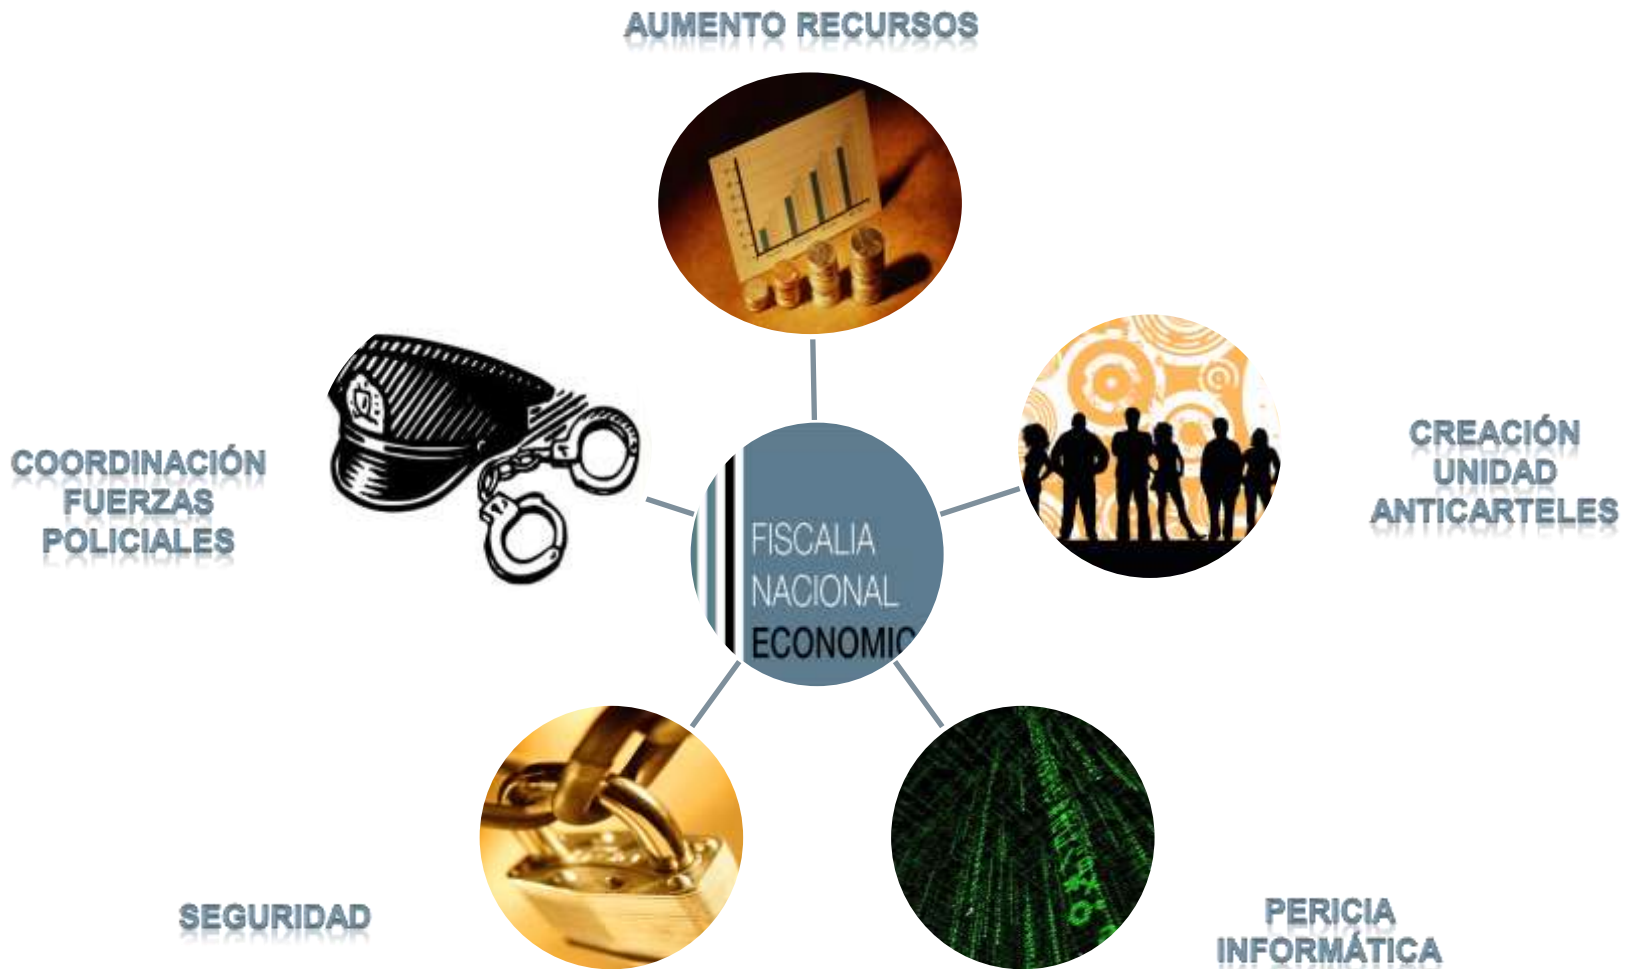 AUMENTO RECURSOS
COORDINACIÓN
FUERZAS
POLICIALES
CREACIÓN
UNIDAD
ANTICARTELES
FISCALIA
NACIONAL
ECONOMIC
SEGURIDAD
PERICIA
INFORMÁTICA